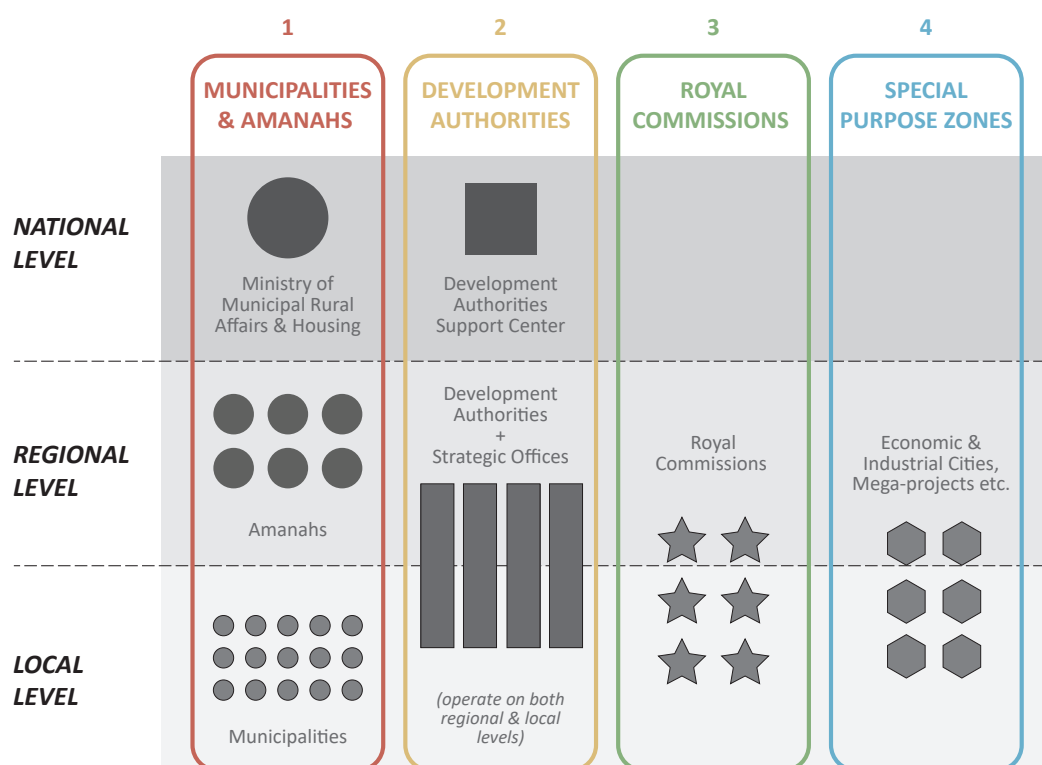 1
2
3
4
MUNICIPALITIES
& AMANAHS
DEVELOPMENT
AUTHORITIES
ROYAL
COMMISSIONS
SPECIAL
PURPOSE ZONES
NATIONAL
LEVEL
Ministry of
Municipal Rural
Affairs & Housing
Development
Authorities
Support Center
REGIONAL
LEVEL
Amanahs
Development
Authorities
+
Strategic Offices
Royal
Commissions
Economic &
Industrial Cities,
Mega-projects etc.
LOCAL
LEVEL
Municipalities
(operate on both
regional & local
levels)